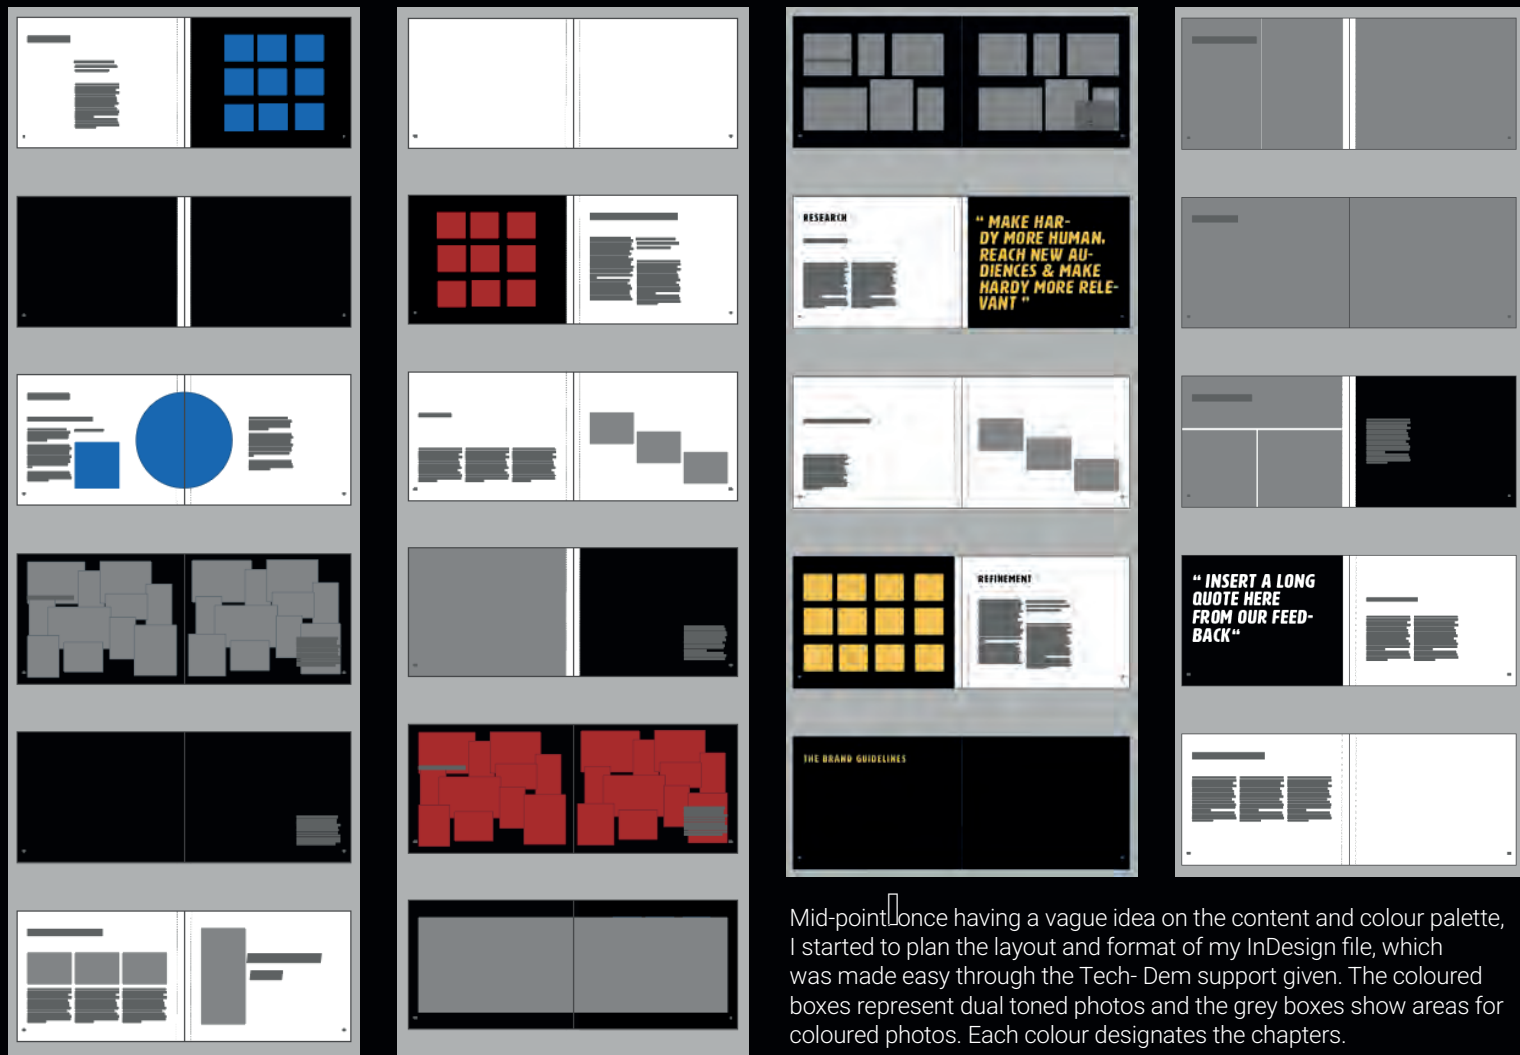 RESEARCH
“ MAKE HAR-
DY MORE HUMAN,
REACH NEW AU-
DIENCES & MAKE
HARDY MORE RELE-
VANT ”
REFINEMENT
THE BRAND GUIDELINES
“ INSERT A LONG
QUOTE HERE
FROM OUR FEED-
BACK“
Mid-point▯once having a vague idea on the content and colour palette,
I started to plan the layout and format of my InDesign file, which
was made easy through the Tech- Dem support given. The coloured
boxes represent dual toned photos and the grey boxes show areas for
coloured photos. Each colour designates the chapters.